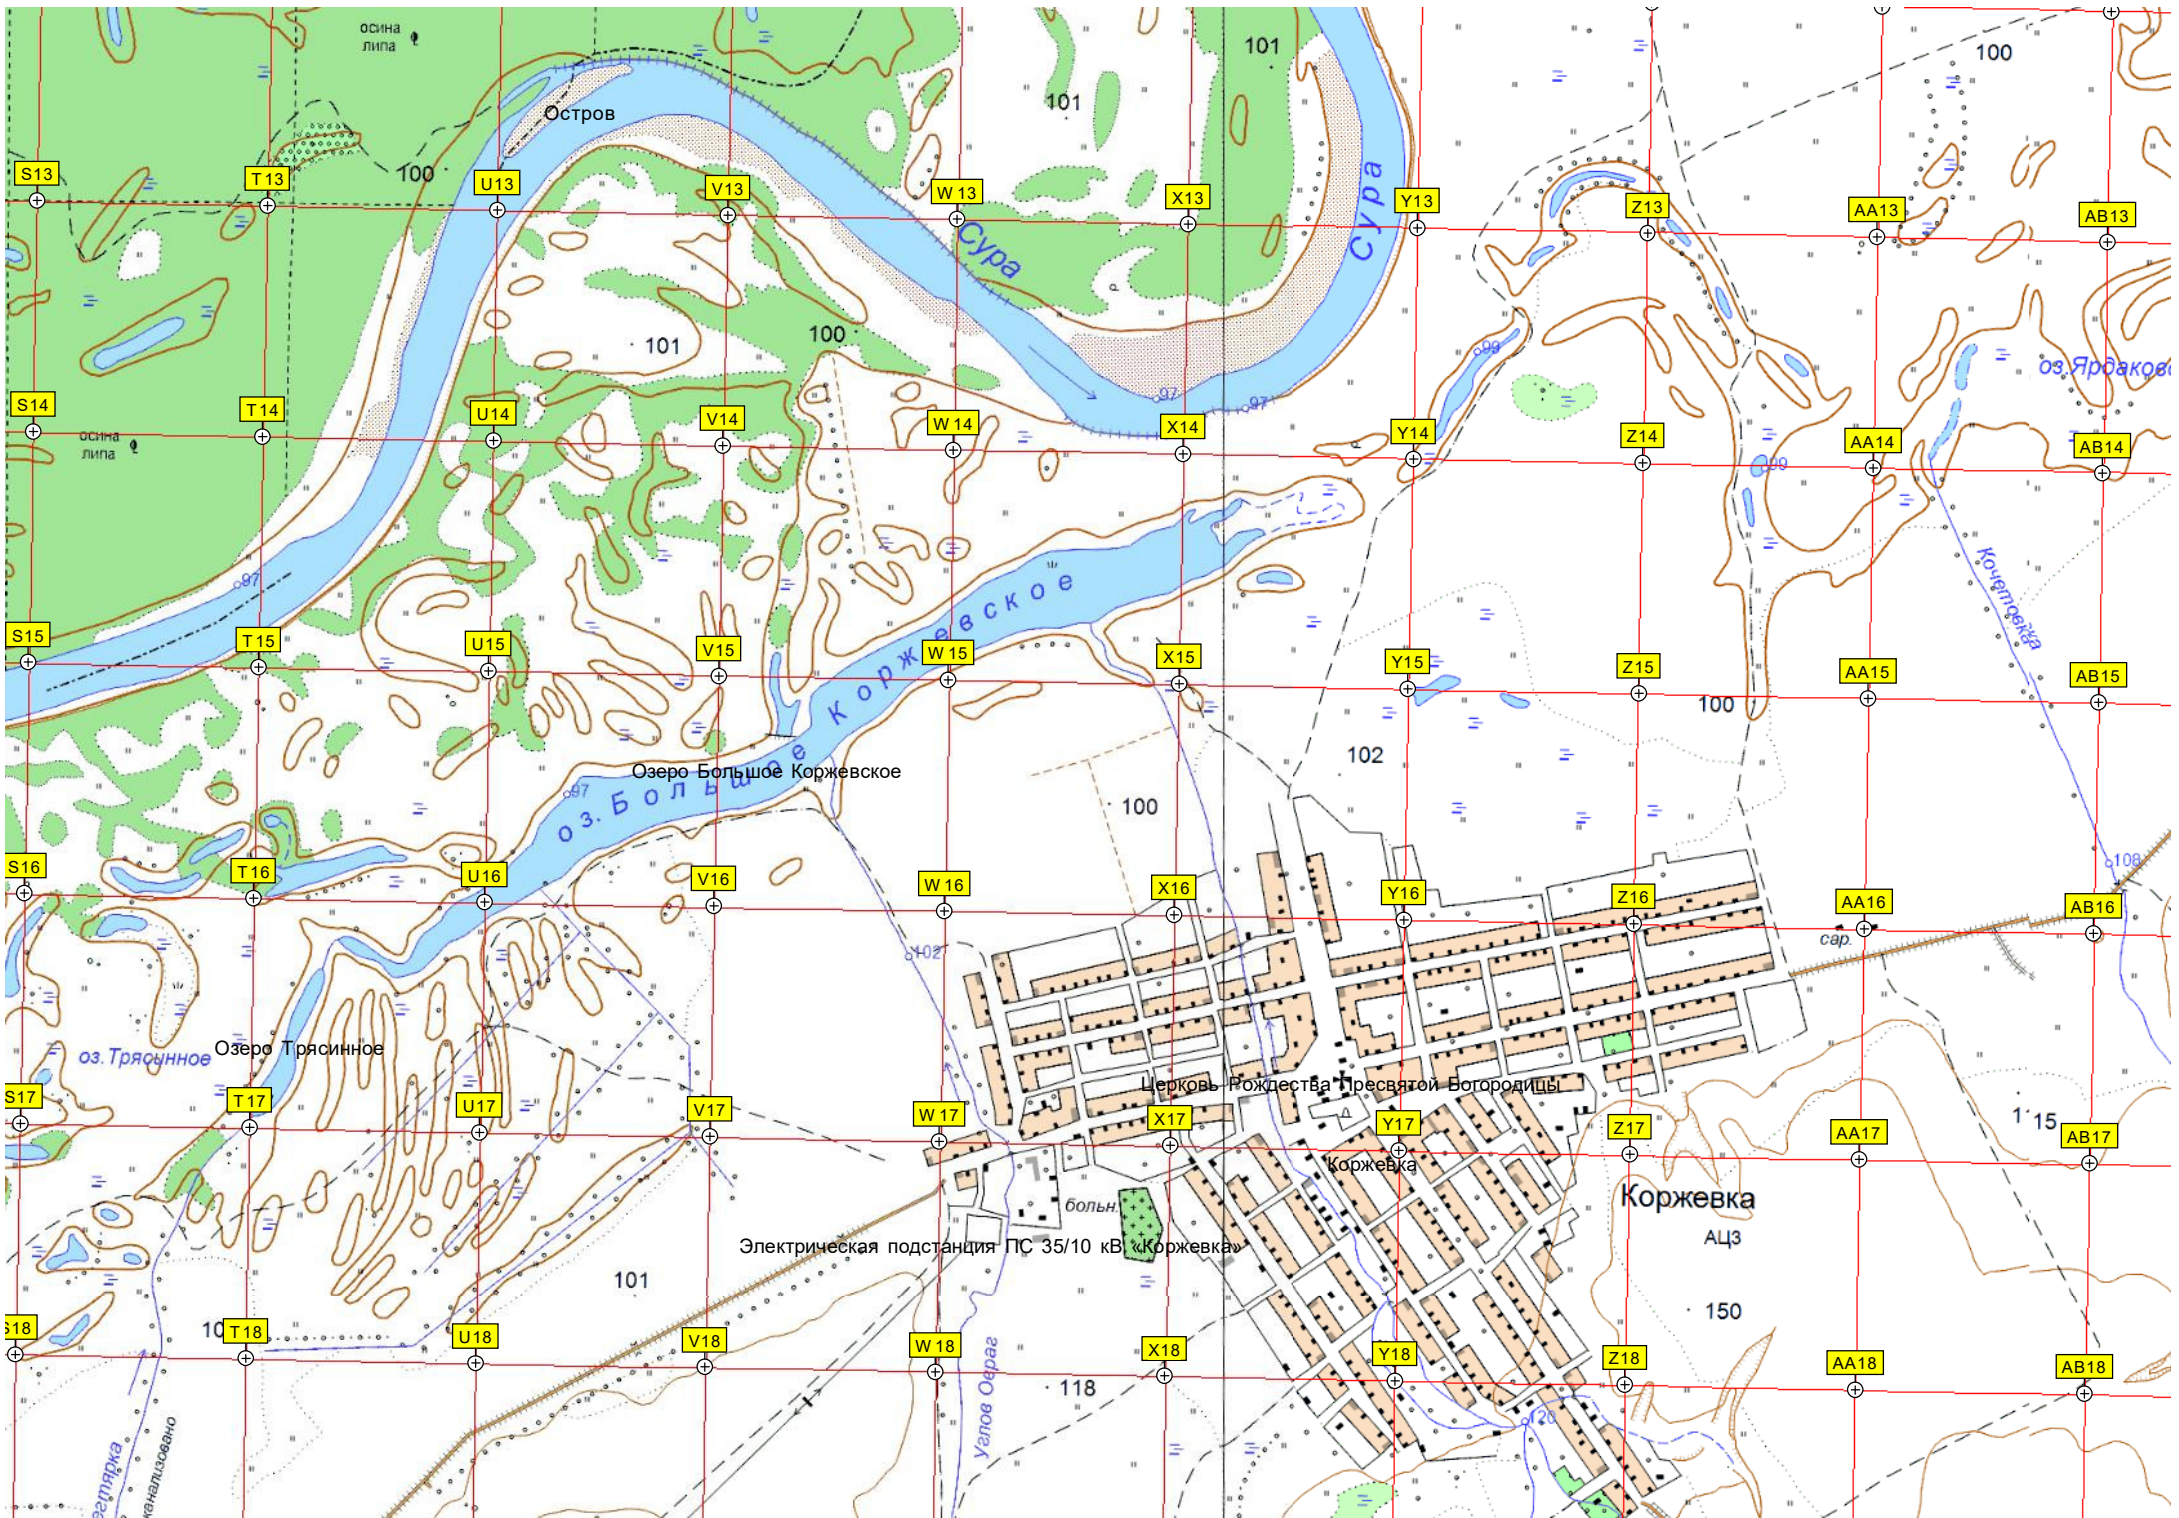 осина
липа
100
101
101
Остров
100
S13
T13
U13
V13
W13
X13
Y13
Z13
AA13
AB13
Сура
Сура
101
100
99
оз.Ярдаково
97
97
осина
липа
S14
T14
U14
V14
W14
X14
Y14
Z14
AA14
AB14
99
97
Кочетовка
S15
T15
U15
V15
W15
X15
Y15
Z15
AA15
AB15
100
102
Озеро Большое Коржевское
оз. Большое Коржевское
97
100
108
S16
T16
U16
V16
W16
X16
Y16
Z16
AA16
AB16
сар.
102
оз.Трясинное
Озеро Трясинное
Церковь Рождества Пресвятой Богородицы
S17
T17
U17
V17
W17
X17
Y17
Z17
AA17
AB17
115
Коржевка
Коржевка
АЦЗ
больн.
Электрическая подстанция ПС 35/10 кВ «Коржевка»
101
150
S18
T18
U18
V18
W18
X18
Y18
Z18
AA18
AB18
118
Углов Овраг
120
егтярка
канализовано